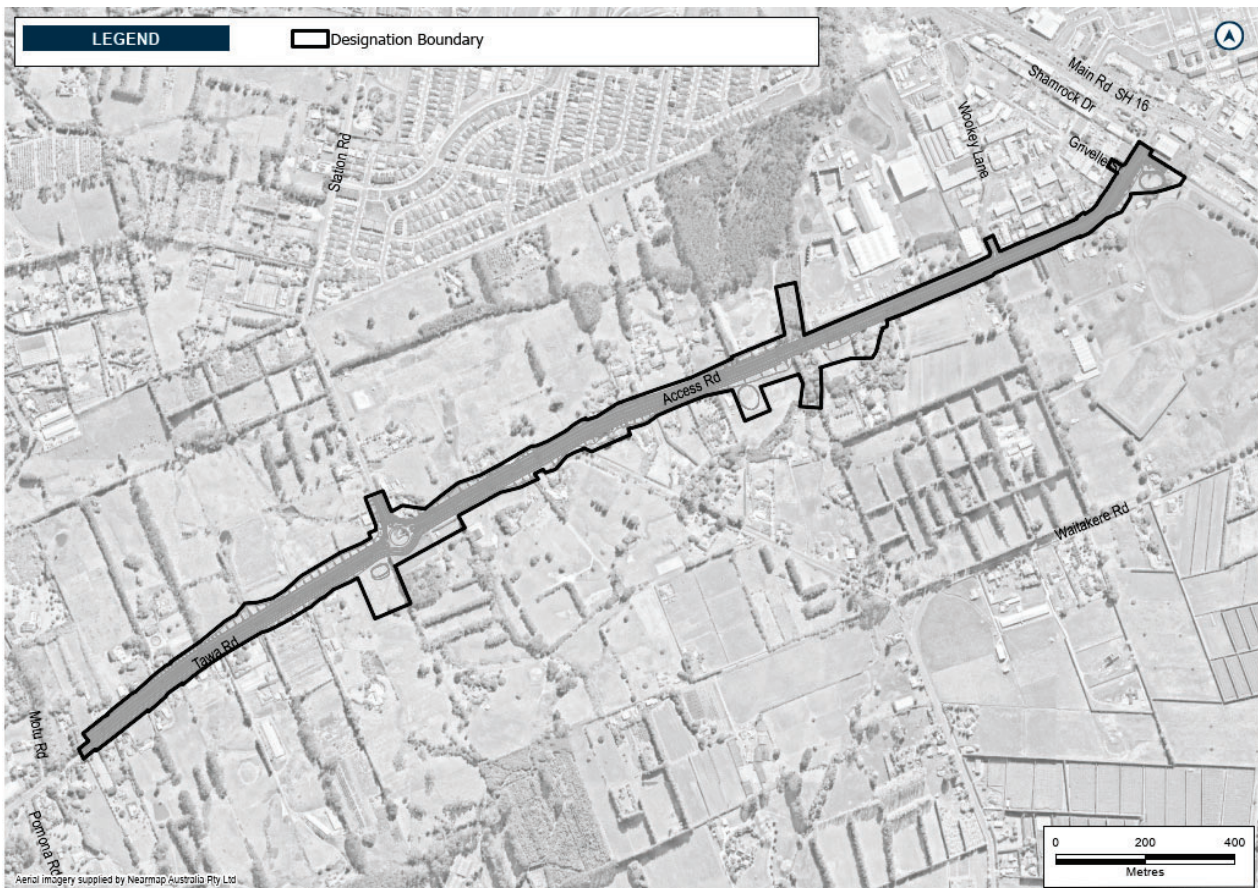 LEGEND
Designation Boundary
Main Rd SH 16
Shamrock Dr
Wookey Lane
Station Rd
Access Rd
Waitakere Rd
Tawa Rd
Motu Rd
Pomona Rd
0 200 400
Metres
Aerial imagery supplied by Nearmap Australia Pty Ltd